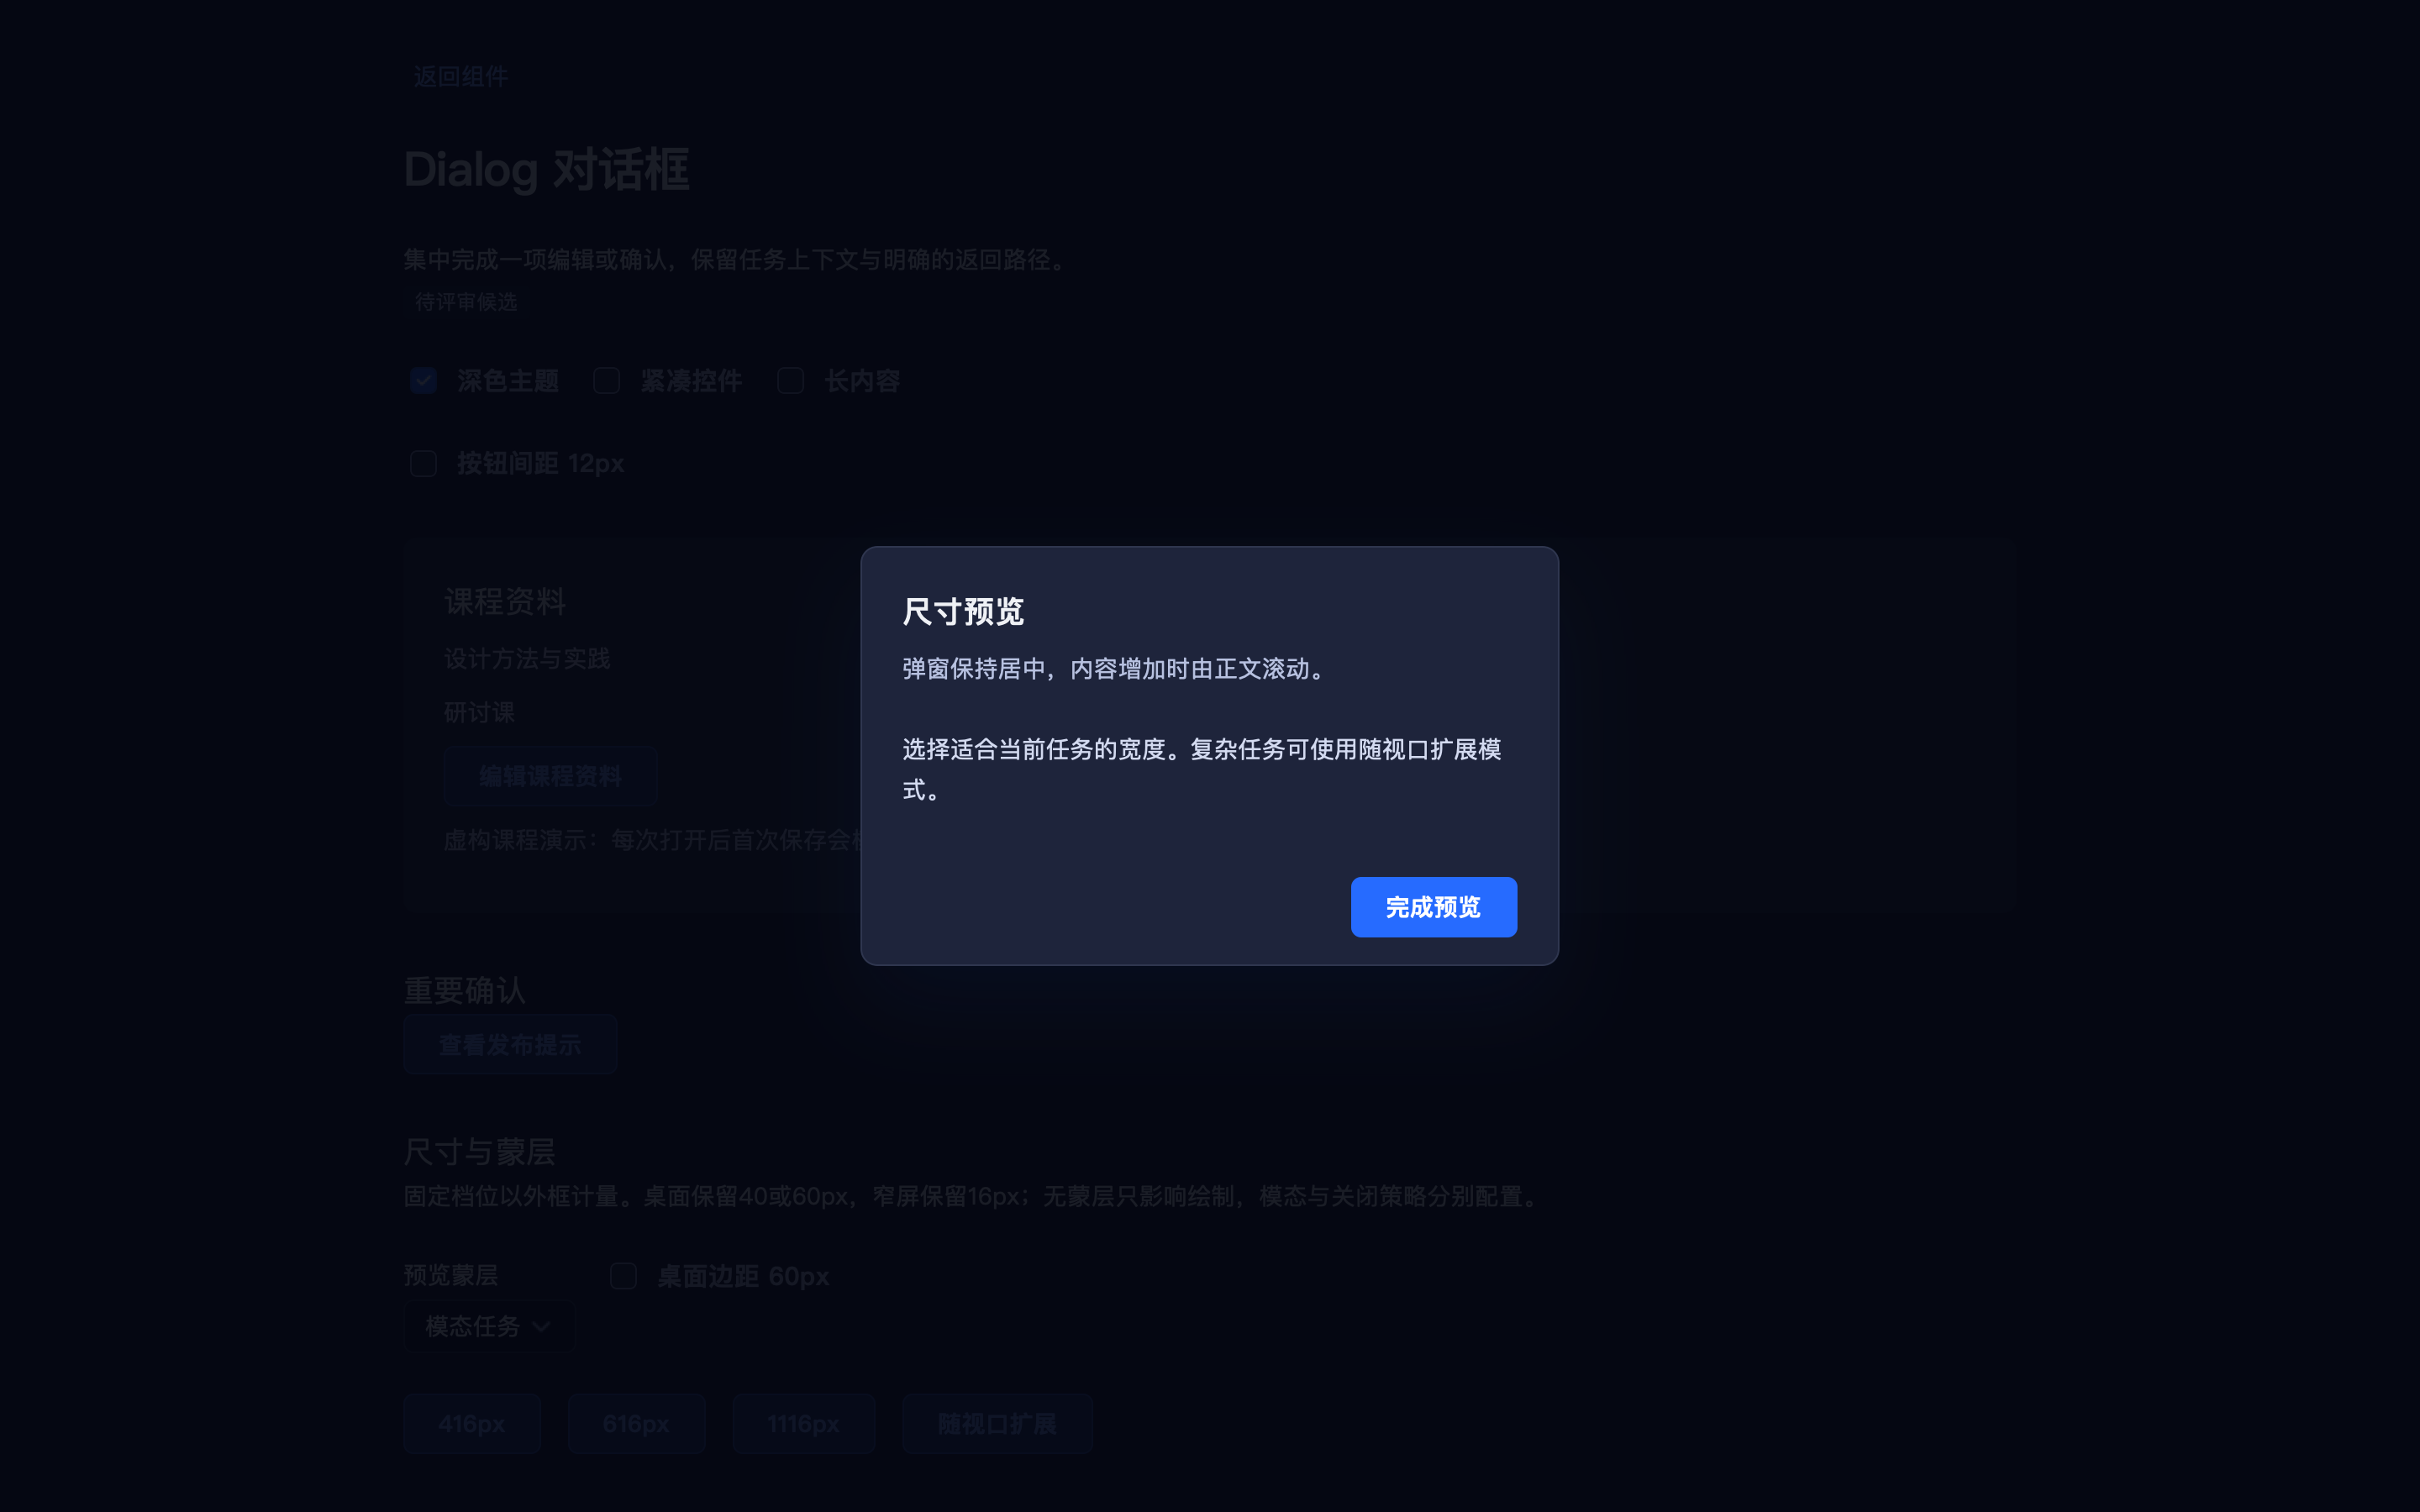 返回组件
Dialog 对话框
集中完成一项编辑或确认，保留任务上下文与明确的返回路径。
待评审候选
深色主题
紧凑控件
长内容
按钮间距 12px
课程资料
设计方法与实践
研讨课
编辑课程资料
虚构课程演示：每次打开后首次保存会
尺寸预览
弹窗保持居中，内容增加时由正文滚动。
选择适合当前任务的宽度。复杂任务可使用随视口扩展模
式。
完成预览
重要确认
查看发布提示
尺寸与蒙层
固定档位以外框计量。桌面保留40或60px，窄屏保留16px；无蒙层只影响绘制，模态与关闭策略分别配置。
预览蒙层
桌面边距 60px
模态任务
416px
616px
1116px
随视口扩展